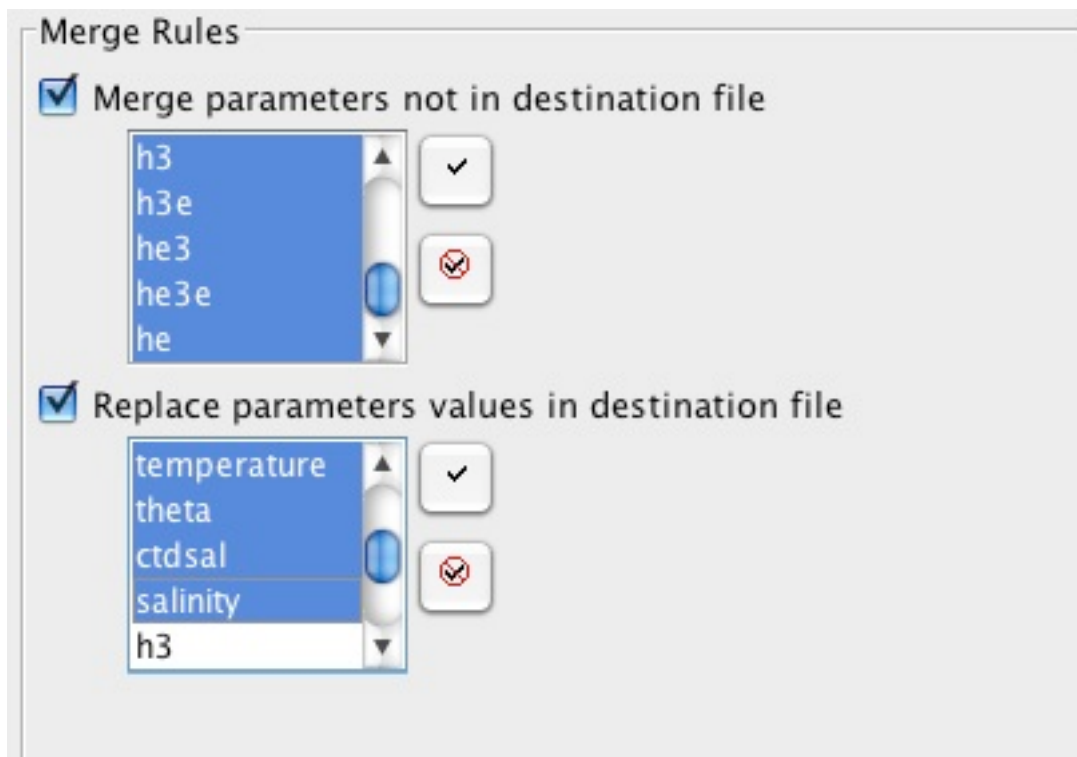 Merge Rules
Merge parameters not in destination file
h3
h3e
he3
he3e
he
Replace parameters values in destination file
temperature
theta
ctdsal
salinity
h3